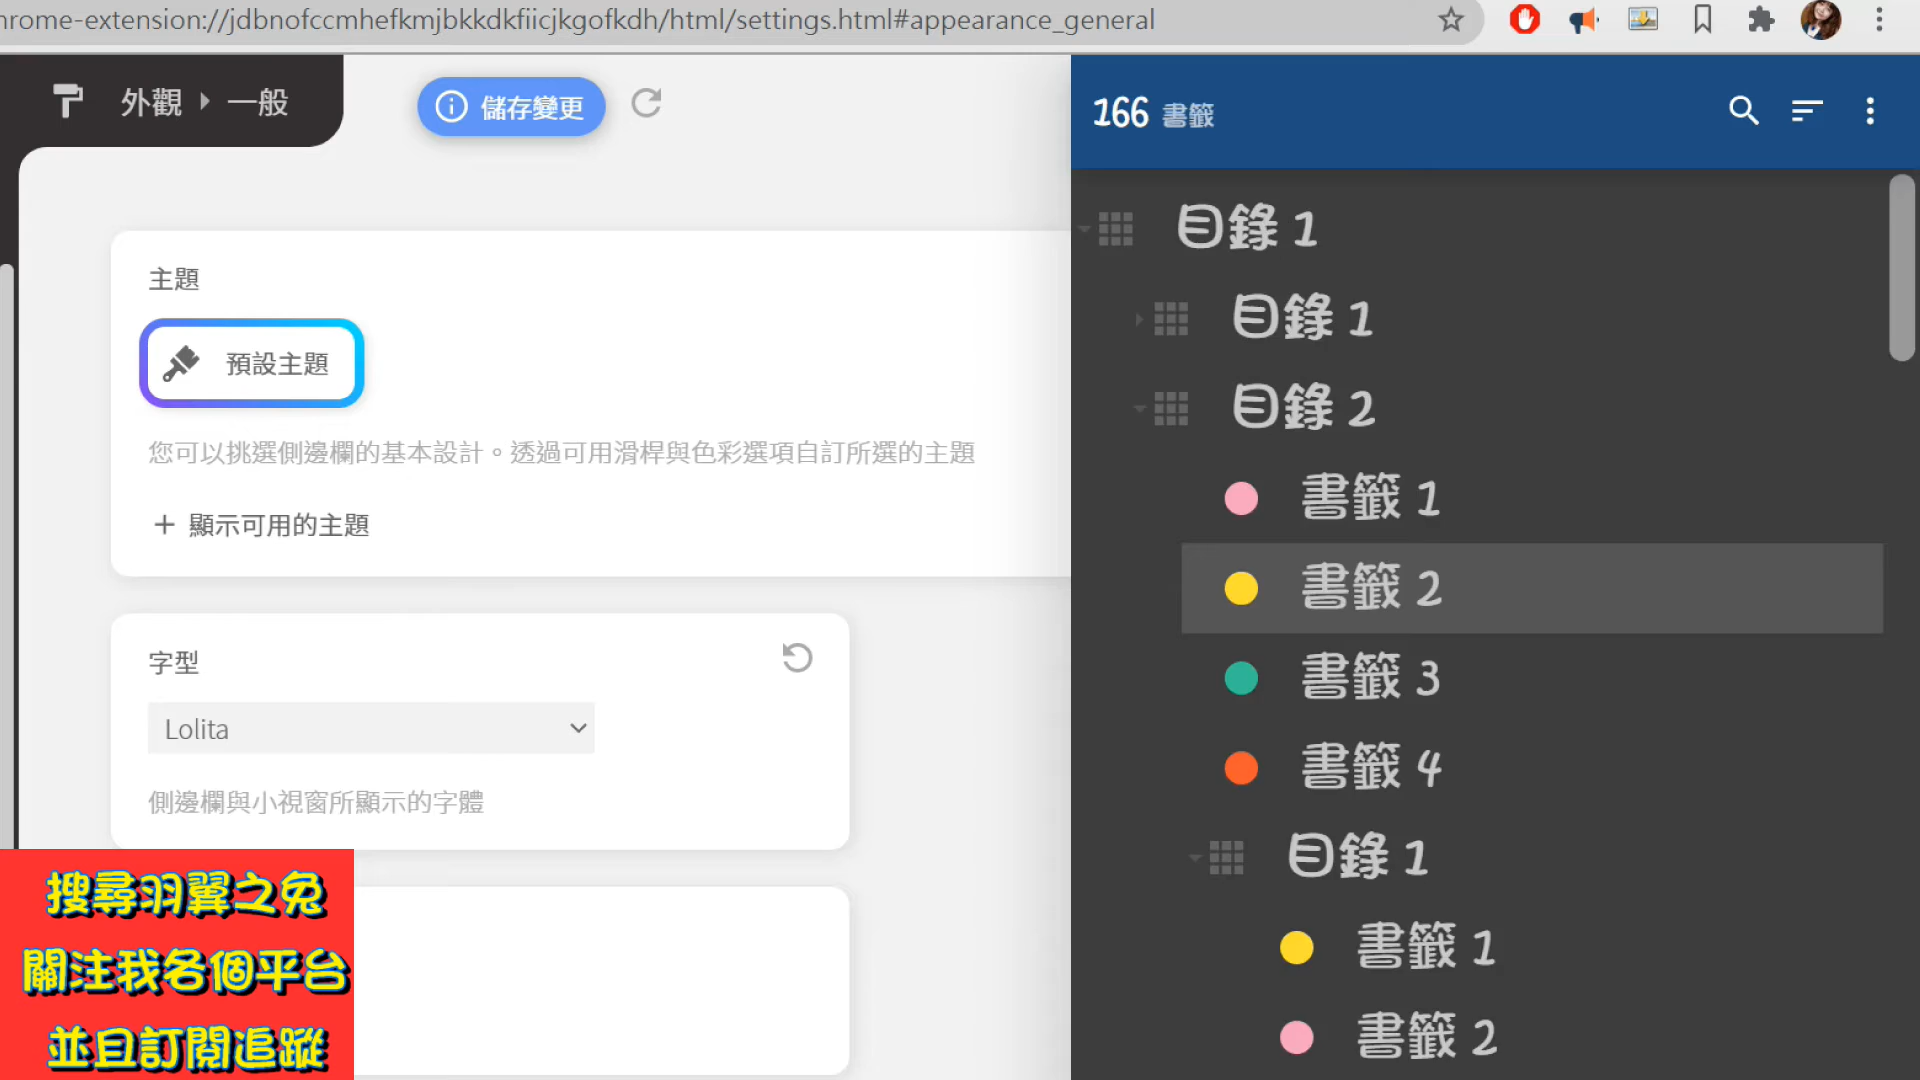 hrome-extension://jdbnofccmhefkmjbkkdkfiicjkgofkdh/html/settings.html#appearance_general
外觀 一般
儲存變更
166 書籤
主題
預設主題
您可以挑選側邊欄的基本設計。透過可用滑桿與色彩選項自訂所選的主題
+ 顯示可用的主題
字型
Lolita
側邊欄與小視窗所顯示的字體
目錄 1
目錄 1
目錄 2
書籤 1
書籤 2
書籤 3
書籤 4
目錄 1
書籤 1
書籤 2
搜尋羽翼之兔
關注我各個平台
並且訂閱追蹤